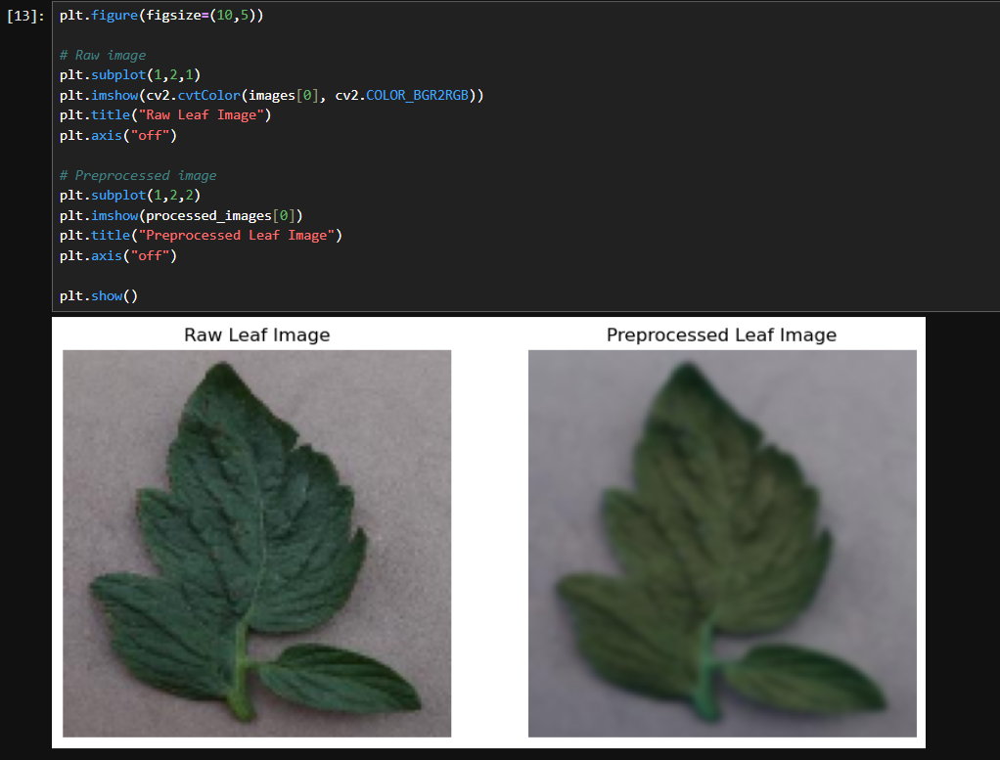 [13]: plt.figure(figsize=(10,5))
# Raw image
plt.subplot(1,2,1)
plt.imshow(cv2.cvtColor(images[0], cv2.COLOR_BGR2RGB))
plt.title("Raw Leaf Image")
plt.axis("off")
# Preprocessed image
plt.subplot(1,2,2)
plt.imshow(processed_images[0])
plt.title("Preprocessed Leaf Image")
plt.axis("off")
plt.show()
Raw Leaf Image
Preprocessed Leaf Image